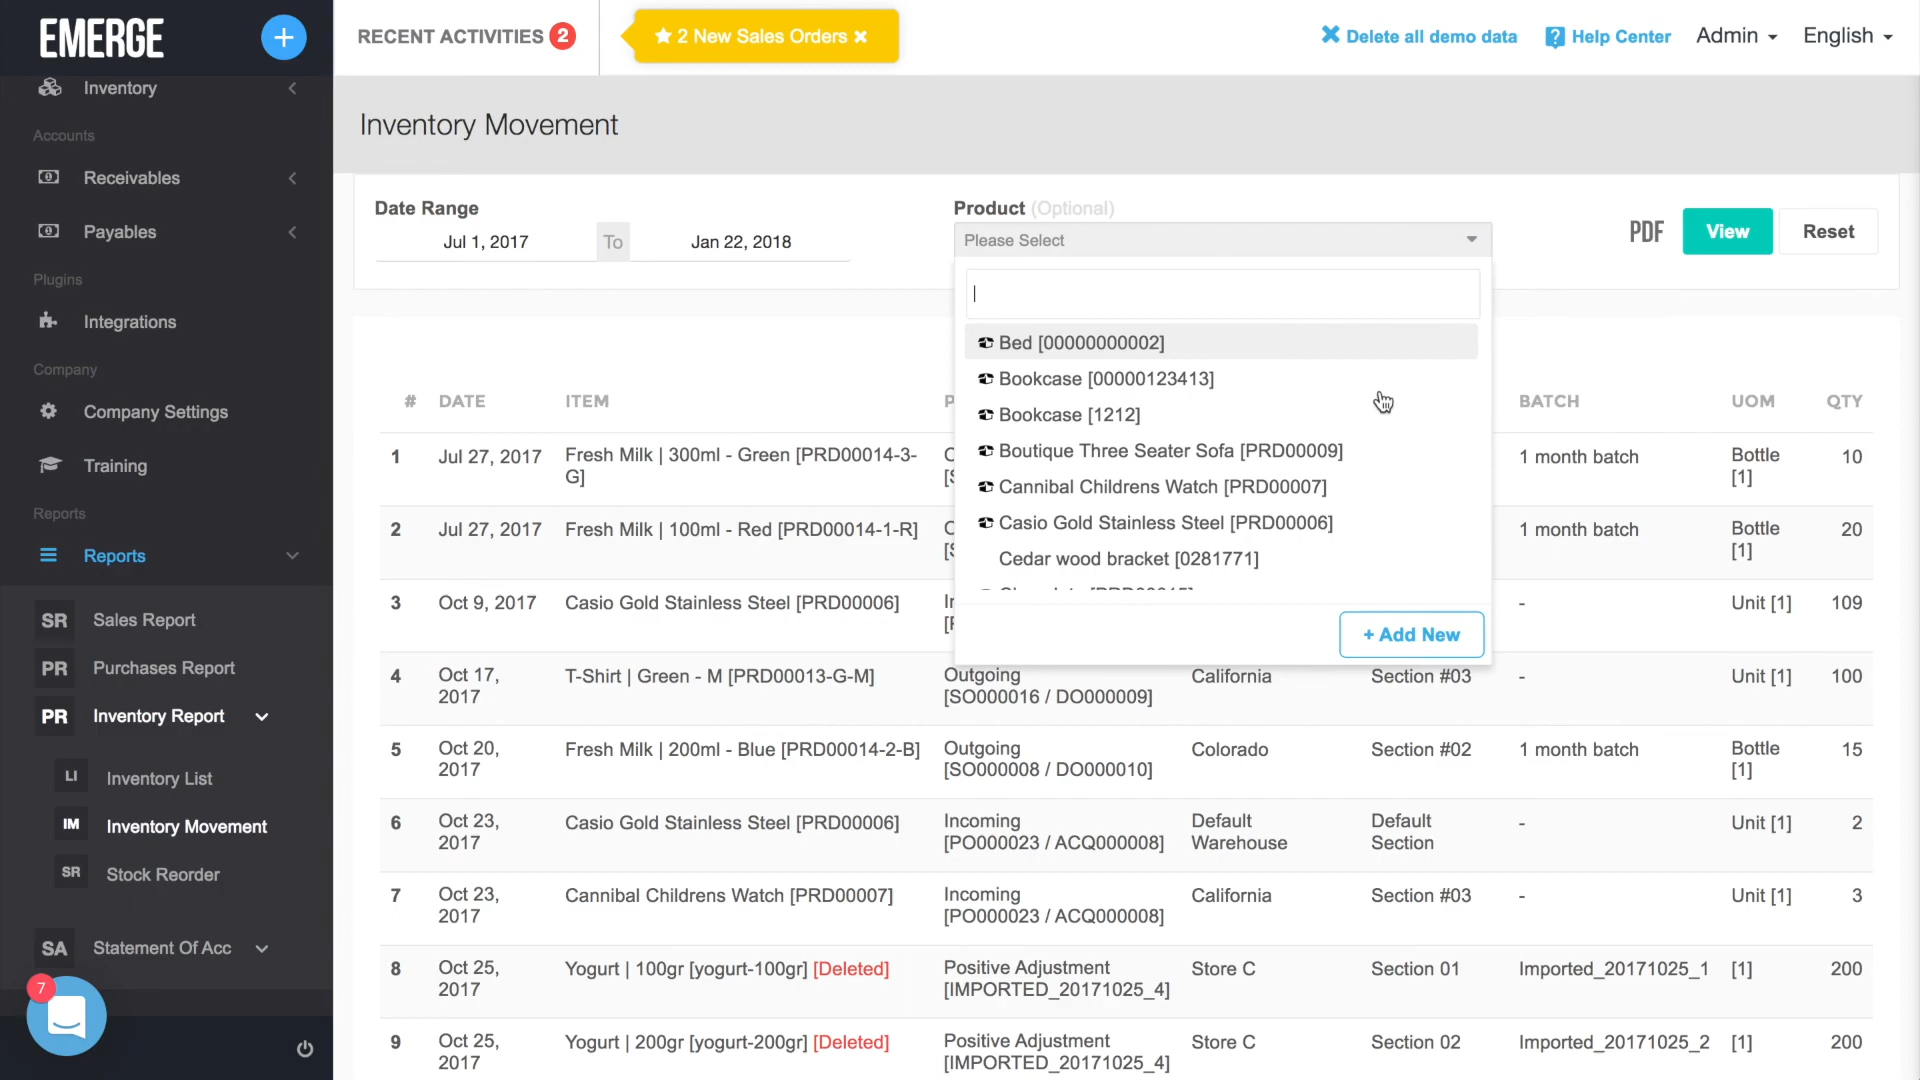 EMERGE
RECENT ACTIVITIES 2
2 New Sales Orders
Delete all demo data
Help Center
Admin
English
Inventory
Accounts
Receivables
Payables
Plugins
Integrations
Company
Company Settings
Training
Reports
Reports
SR Sales Report
PR Purchases Report
PR Inventory Report
LI Inventory List
IM Inventory Movement
SR Stock Reorder
SA Statement Of Acc
7
Inventory Movement
Date Range
Jul 1, 2017 To Jan 22, 2018
Product (Optional)
Please Select
PDF
View
Reset
Bed [00000000002]
Bookcase [00000123413]
Bookcase [1212]
Boutique Three Seater Sofa [PRD00009]
Cannibal Childrens Watch [PRD00007]
Casio Gold Stainless Steel [PRD00006]
Cedar wood bracket [0281771]
+ Add New
# DATE ITEM BATCH UOM QTY
1 Jul 27, 2017 Fresh Milk | 300ml - Green [PRD00014-3- 1 month batch Bottle 10
G] [1]
2 Jul 27, 2017 Fresh Milk | 100ml - Red [PRD00014-1-R] 1 month batch Bottle 20
[1]
3 Oct 9, 2017 Casio Gold Stainless Steel [PRD00006] - Unit [1] 109
4 Oct 17, T-Shirt | Green - M [PRD00013-G-M] Outgoing California Section #03 - Unit [1] 100
2017 [SO000016 / DO000009]
5 Oct 20, Fresh Milk | 200ml - Blue [PRD00014-2-B] Outgoing Colorado Section #02 1 month batch Bottle 15
2017 [SO000008 / DO000010] [1]
6 Oct 23, Casio Gold Stainless Steel [PRD00006] Incoming Default Default - Unit [1] 2
2017 [PO000023 / ACQ000008] Warehouse Section
7 Oct 23, Cannibal Childrens Watch [PRD00007] Incoming California Section #03 - Unit [1] 3
2017 [PO000023 / ACQ000008]
8 Oct 25, Yogurt | 100gr [yogurt-100gr] [Deleted] Positive Adjustment Store C Section 01 Imported_20171025_1 [1] 200
2017 [IMPORTED_20171025_4]
9 Oct 25, Yogurt | 200gr [yogurt-200gr] [Deleted] Positive Adjustment Store C Section 02 Imported_20171025_2 [1] 200
2017 [IMPORTED_20171025_4]